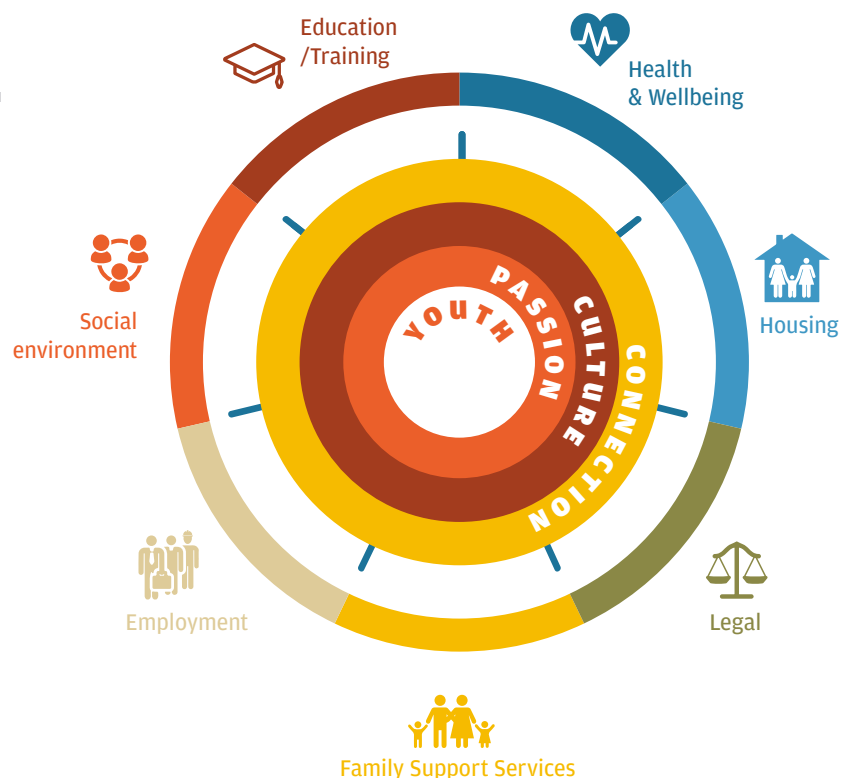 Education
/Training
Health
& Wellbeing
YOUTH
PASSION
CULTURE
CONNECTION
Social
environment
Housing
Employment
Legal
Family Support Services